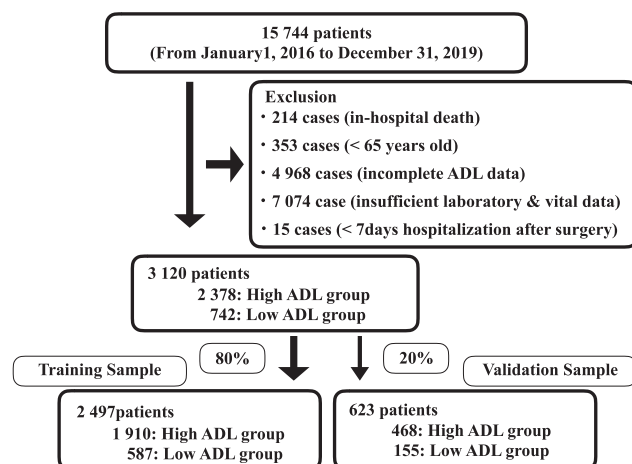 15 744 patients
(From January1, 2016 to December 31, 2019)
Exclusion
・214 cases (in-hospital death)
・353 cases (< 65 years old)
・4 968 cases (incomplete ADL data)
・7 074 case (insufficient laboratory & vital data)
・15 cases (< 7days hospitalization after surgery)
3 120 patients
2 378: High ADL group
742: Low ADL group
80%
20%
Training Sample
Validation Sample
2 497patients
1 910: High ADL group
587: Low ADL group
623 patients
468: High ADL group
155: Low ADL group